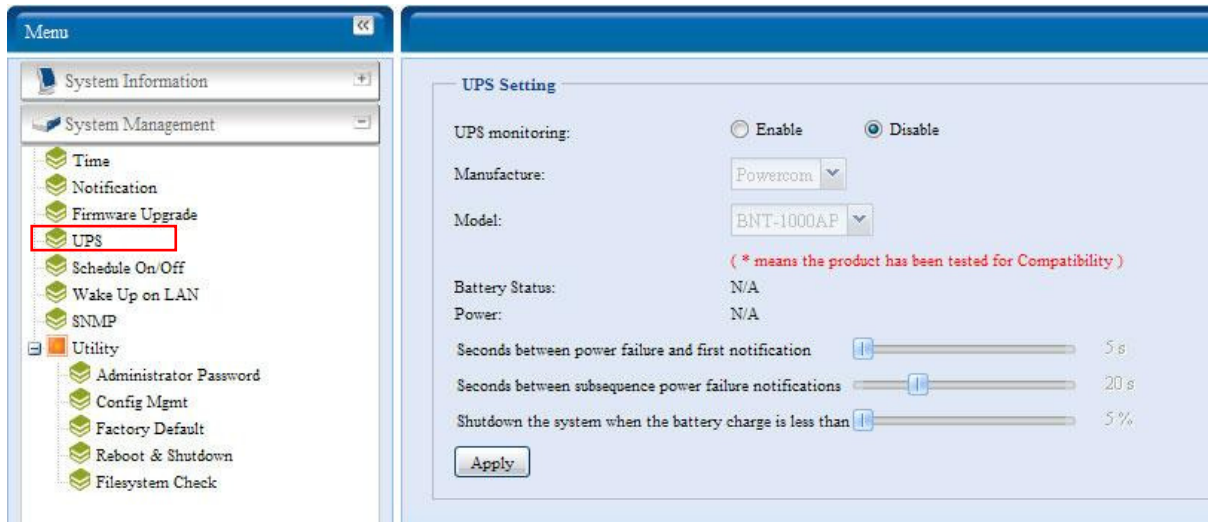 Menu
System Information
System Management
Time
Notification
Firmware Upgrade
UPS
Schedule On/Off
Wake Up on LAN
SNMP
Utility
Administrator Password
Config Mgmt
Factory Default
Reboot & Shutdown
Filesystem Check
UPS Setting
UPS monitoring: Enable Disable
Manufacture: Powercom
Model: BNT-1000AP
( * means the product has been tested for Compatibility )
Battery Status: N/A
Power: N/A
Seconds between power failure and first notification 5 s
Seconds between subsequence power failure notifications 20 s
Shutdown the system when the battery charge is less than 5 %
Apply